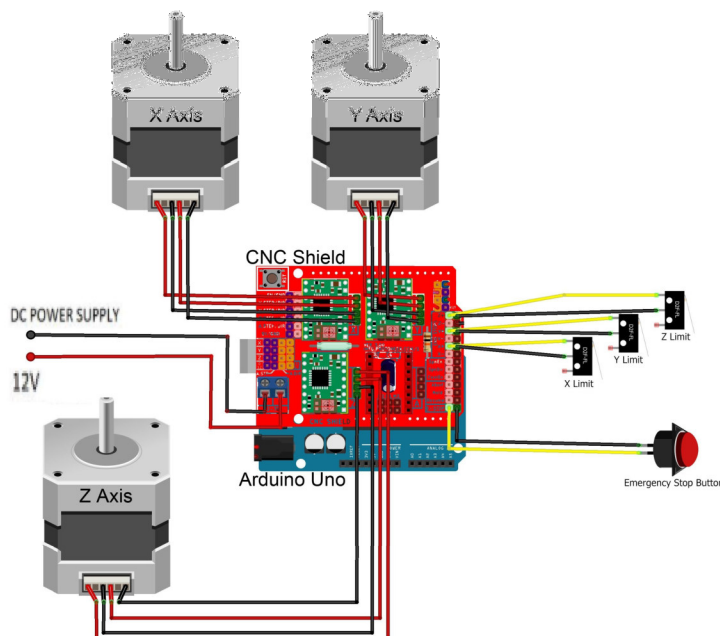 X Axis
Y Axis
CNC Shield
DC POWER SUPPLY
12V
Z Limit
Y Limit
X Limit
Z Axis
Arduino Uno
Emergency Stop Button